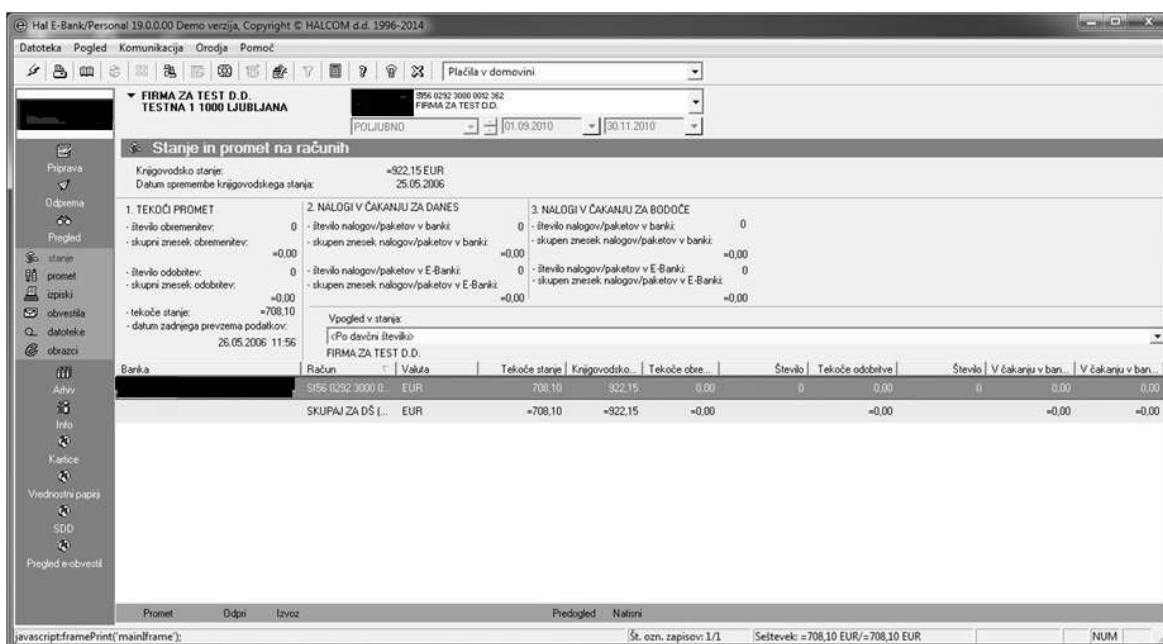 Hal E-Bank/Personal 19.0.0.00 Demo verzija, Copyright © HALCOM d.d. 1996-2014
Datoteka Pogled Komunikacija Orodja Pomoč
Plačila v domovini
FIRMA ZA TEST D.D.
TESTNA 1 1000 LJUBLJANA
SI56 0292 3000 0012 362
FIRMA ZA TEST D.D.
POLJUBNO 01.09.2010 30.11.2010
Stanje in promet na računih
Knjigovodsko stanje: =922,15 EUR
Datum spremembe knjigovodskega stanja: 25.05.2006
1. TEKOČI PROMET
- število obremenitev: 0
- skupni znesek obremenitev:
=0,00
- število odobritev: 0
- skupni znesek odobritev:
=0,00
- tekoče stanje: =708,10
- datum zadnjega prevzema podatkov:
26.05.2006 11:56
2. NALOGI V ČAKANJU ZA DANES
- število nalogov/paketov v banki: 0
- skupen znesek nalogov/paketov v banki:
=0,00
- število nalogov/paketov v E-Banki: 0
- skupen znesek nalogov/paketov v E-Banki:
=0,00
3. NALOGI V ČAKANJU ZA BODOČE
- število nalogov/paketov v banki: 0
- skupen znesek nalogov/paketov v banki:
=0,00
- število nalogov/paketov v E-Banki: 0
- skupen znesek nalogov/paketov v E-Banki:
=0,00
Vpogled v stanja:
<Po davčni številki>
FIRMA ZA TEST D.D.
Banka Račun Valuta Tekoče stanje Knjigovodsko... Tekoče obre... Število Tekoče odobritve Število V čakanju v ban... V čakanju v ban...
SI56 0292 3000 0... EUR 708,10 922,15 0,00 0 0,00 0 0,00 0,00
SKUPAJ ZA DŠ (... EUR =708,10 =922,15 =0,00 =0,00 =0,00 =0,00
Priprava
Odprema
Pregled
stanje
promet
izpiski
obvestila
datoteke
obrazci
Arhiv
Info
Kartice
Vrednostni papirji
SDD
Pregled e-obvestil
Promet Odpri Izvoz Predogled Natisni
javascript:framePrint('mainIframe'); Št. ozn. zapisov: 1/1 Seštevek: =708,10 EUR/=708,10 EUR NUM